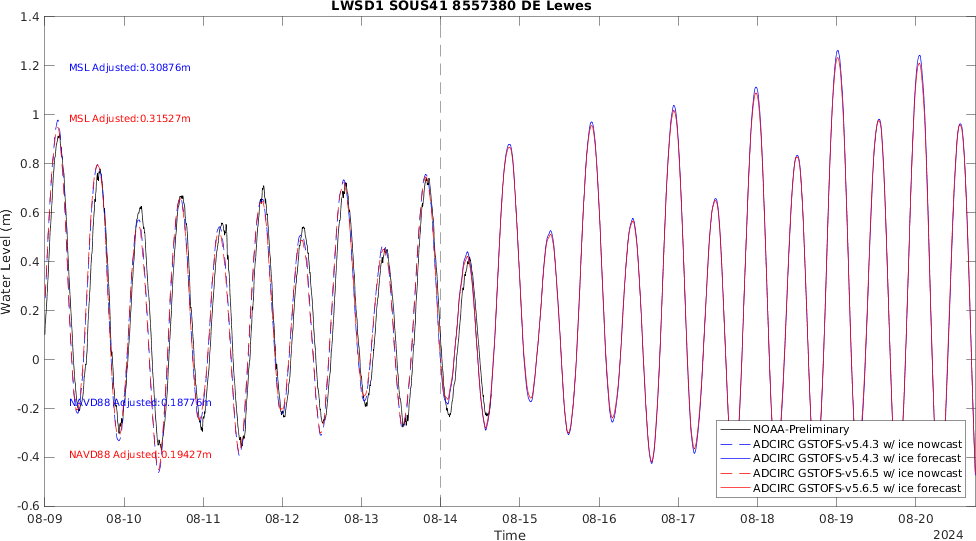 LWSD1 SOUS41 8557380 DE Lewes
Water Level (m)
1.4
1.2
1
0.8
0.6
0.4
0.2
0
-0.2
-0.4
-0.6
MSL Adjusted:0.30876m
MSL Adjusted:0.31527m
NAVD88 Adjusted:0.18776m
NAVD88 Adjusted:0.19427m
NOAA-Preliminary
ADCIRC GSTOFS-v5.4.3 w/ ice nowcast
ADCIRC GSTOFS-v5.4.3 w/ ice forecast
ADCIRC GSTOFS-v5.6.5 w/ ice nowcast
ADCIRC GSTOFS-v5.6.5 w/ ice forecast
08-09 08-10 08-11 08-12 08-13 08-14 08-15 08-16 08-17 08-18 08-19 08-20
Time
2024